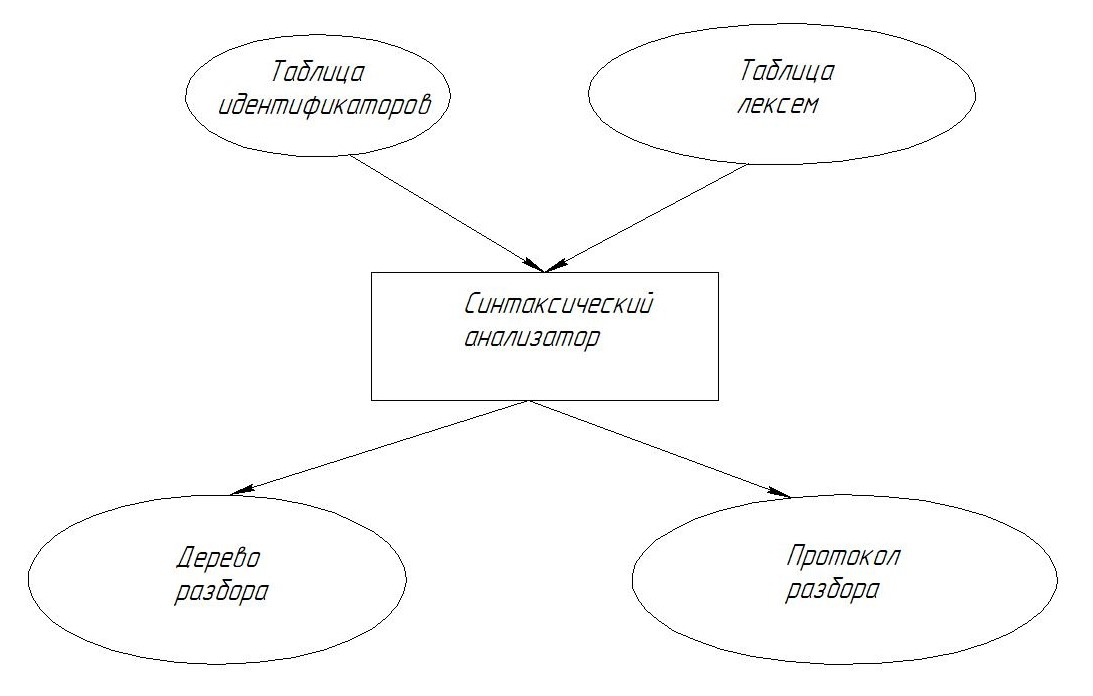 Таблица
идентификаторов
Таблица
лексем
Синтаксический
анализатор
Дерево
разбора
Протокол
разбора